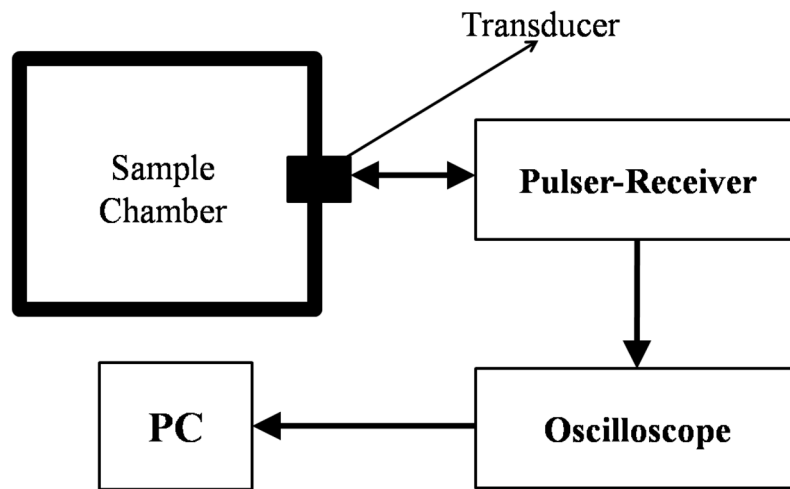 Transducer
Sample
Chamber
Pulser-Receiver
PC
Oscilloscope